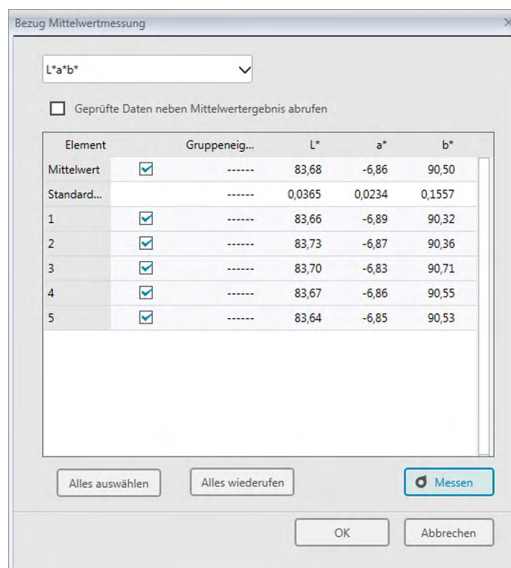 Bezug Mittelwertmessung
L*a*b*
Geprüfte Daten neben Mittelwertergebnis abrufen
Element Gruppeneig... L* a* b*
Mittelwert ------ 83,68 -6,86 90,50
Standard... ------ 0,0365 0,0234 0,1557
1 ------ 83,66 -6,89 90,32
2 ------ 83,73 -6,87 90,36
3 ------ 83,70 -6,83 90,71
4 ------ 83,67 -6,86 90,55
5 ------ 83,64 -6,85 90,53
Alles auswählen Alles wiederufen Messen
OK Abbrechen